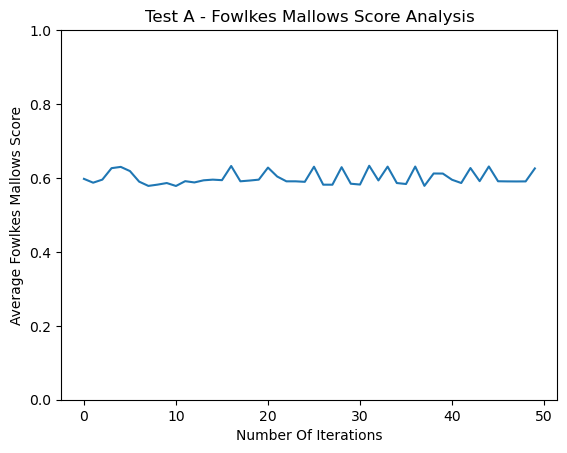 Test A - Fowlkes Mallows Score Analysis
Average Fowlkes Mallows Score
1.0
0.8
0.6
0.4
0.2
0.0
0 10 20 30 40 50
Number Of Iterations